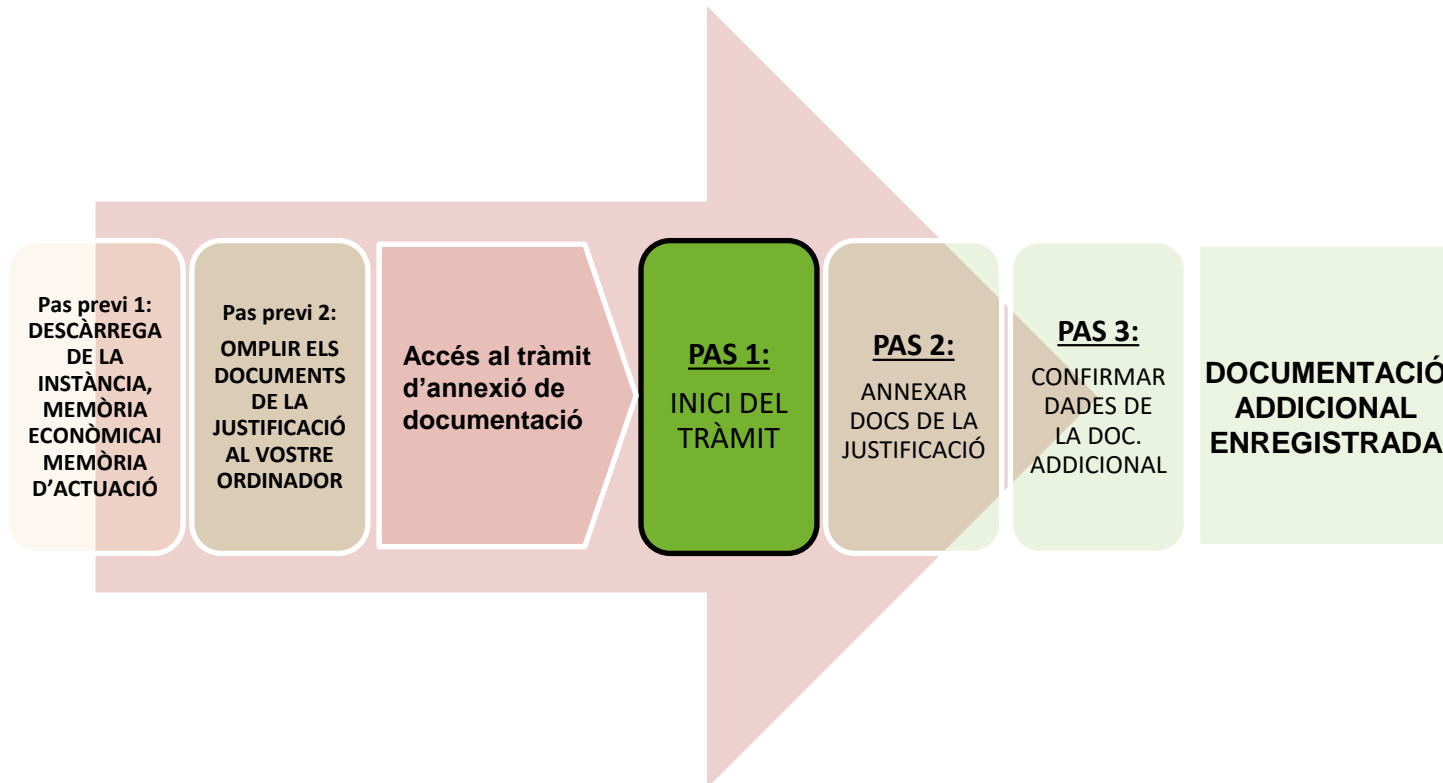 Pas previ 1:
DESCÀRREGA
DE LA
INSTÀNCIA,
MEMÒRIA
ECONÒMICAI
MEMÒRIA
D’ACTUACIÓ
Pas previ 2:
OMPLIR ELS
DOCUMENTS
DE LA
JUSTIFICACIÓ
AL VOSTRE
ORDINADOR
Accés al tràmit
d’annexió de
documentació
PAS 1:
INICI DEL
TRÀMIT
PAS 2:
ANNEXAR
DOCS DE LA
JUSTIFICACIÓ
PAS 3:
CONFIRMAR
DADES DE
LA DOC.
ADDICIONAL
DOCUMENTACIÓ
ADDICIONAL
ENREGISTRADA